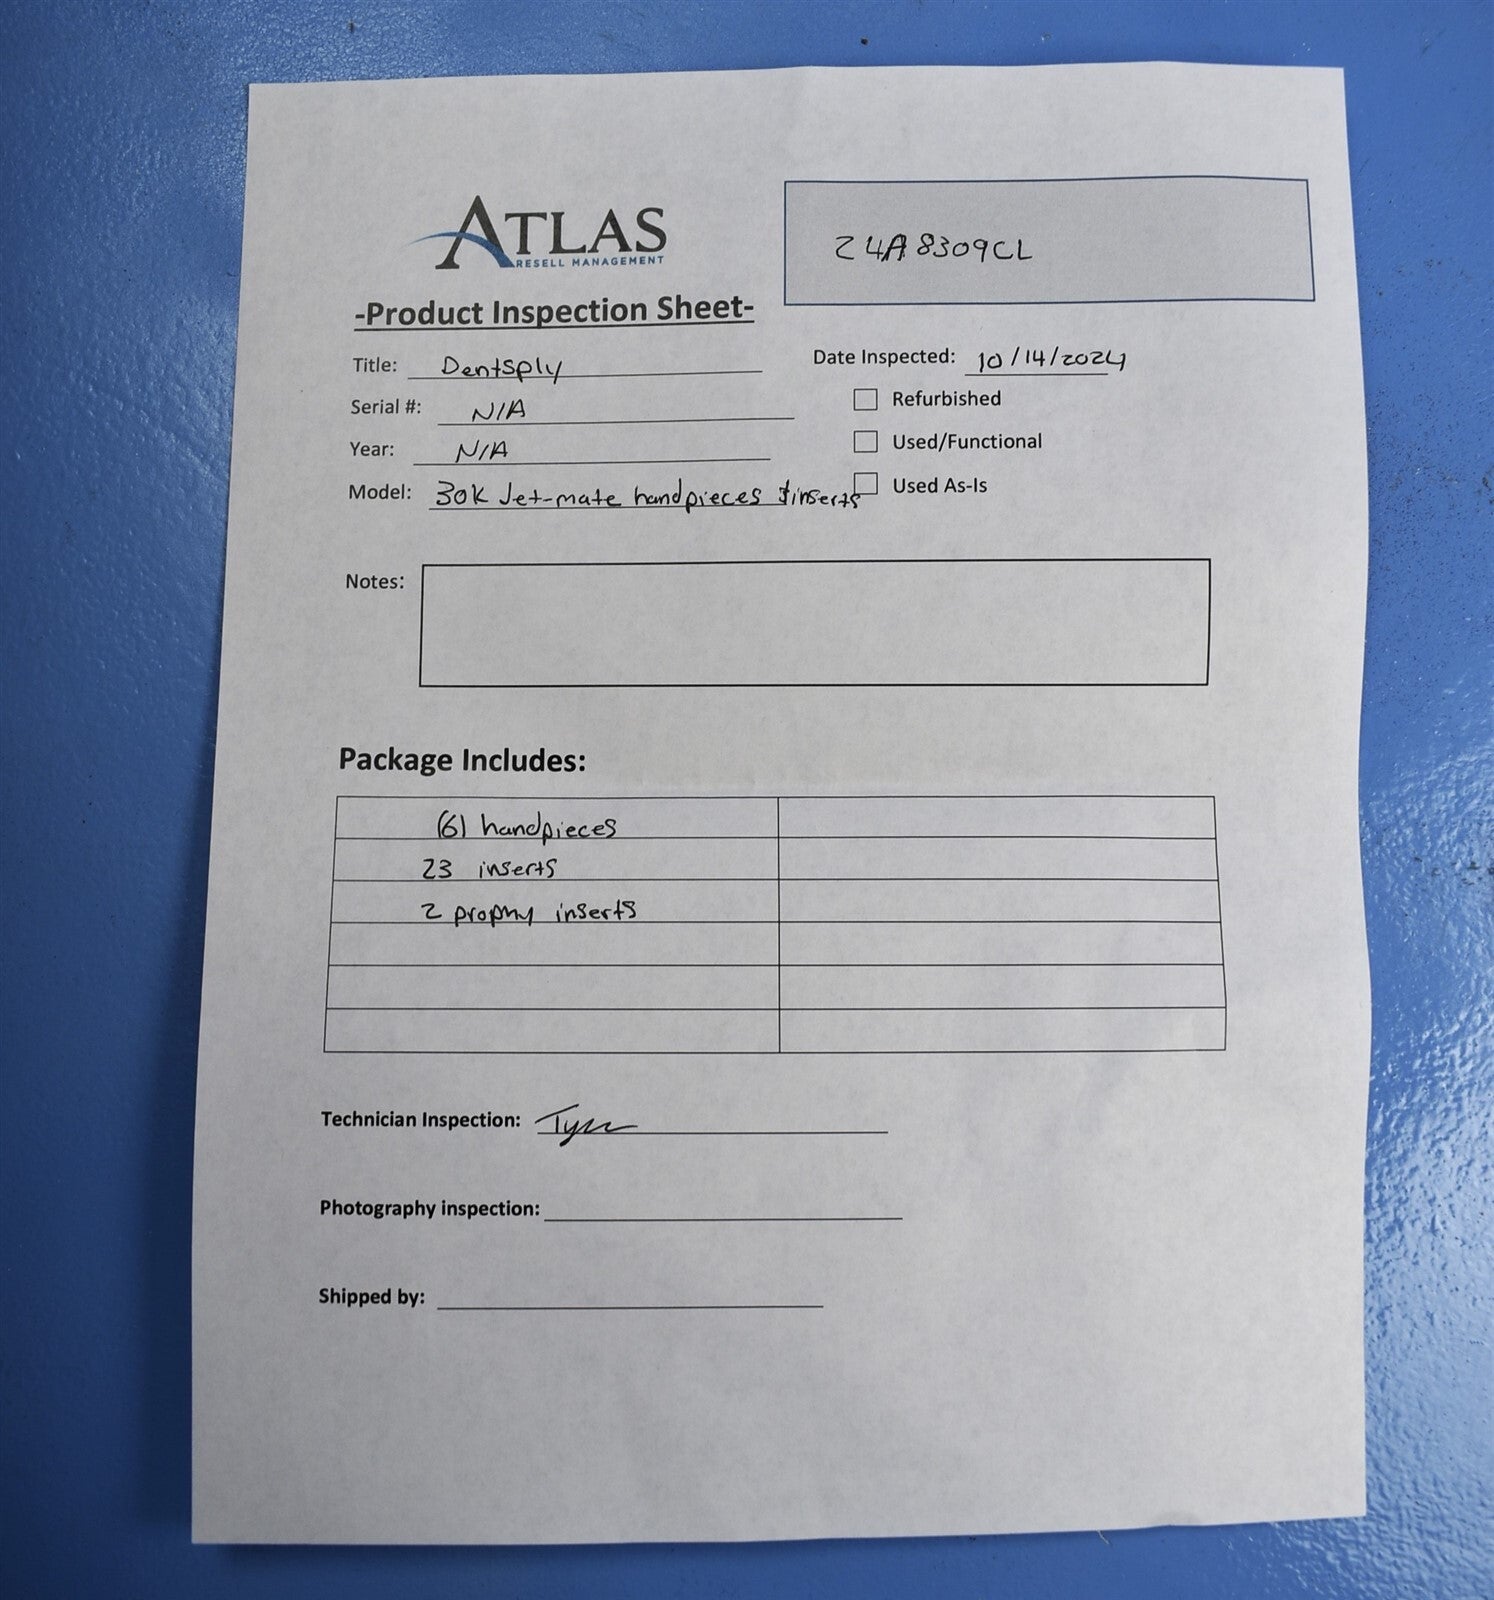 ATLAS
RESELL MANAGEMENT
24A8309CL
-Product Inspection Sheet-
Title: Dentsply
Date Inspected: 10/14/2024
Serial #: N/A
Refurbished
Year: N/A
Used/Functional
Model: 30K Jet-mate handpieces & inserts
Used As-Is
Notes:
Package Includes:
(6) handpieces
23 inserts
2 prophy inserts
Technician Inspection:
Photography inspection:
Shipped by: